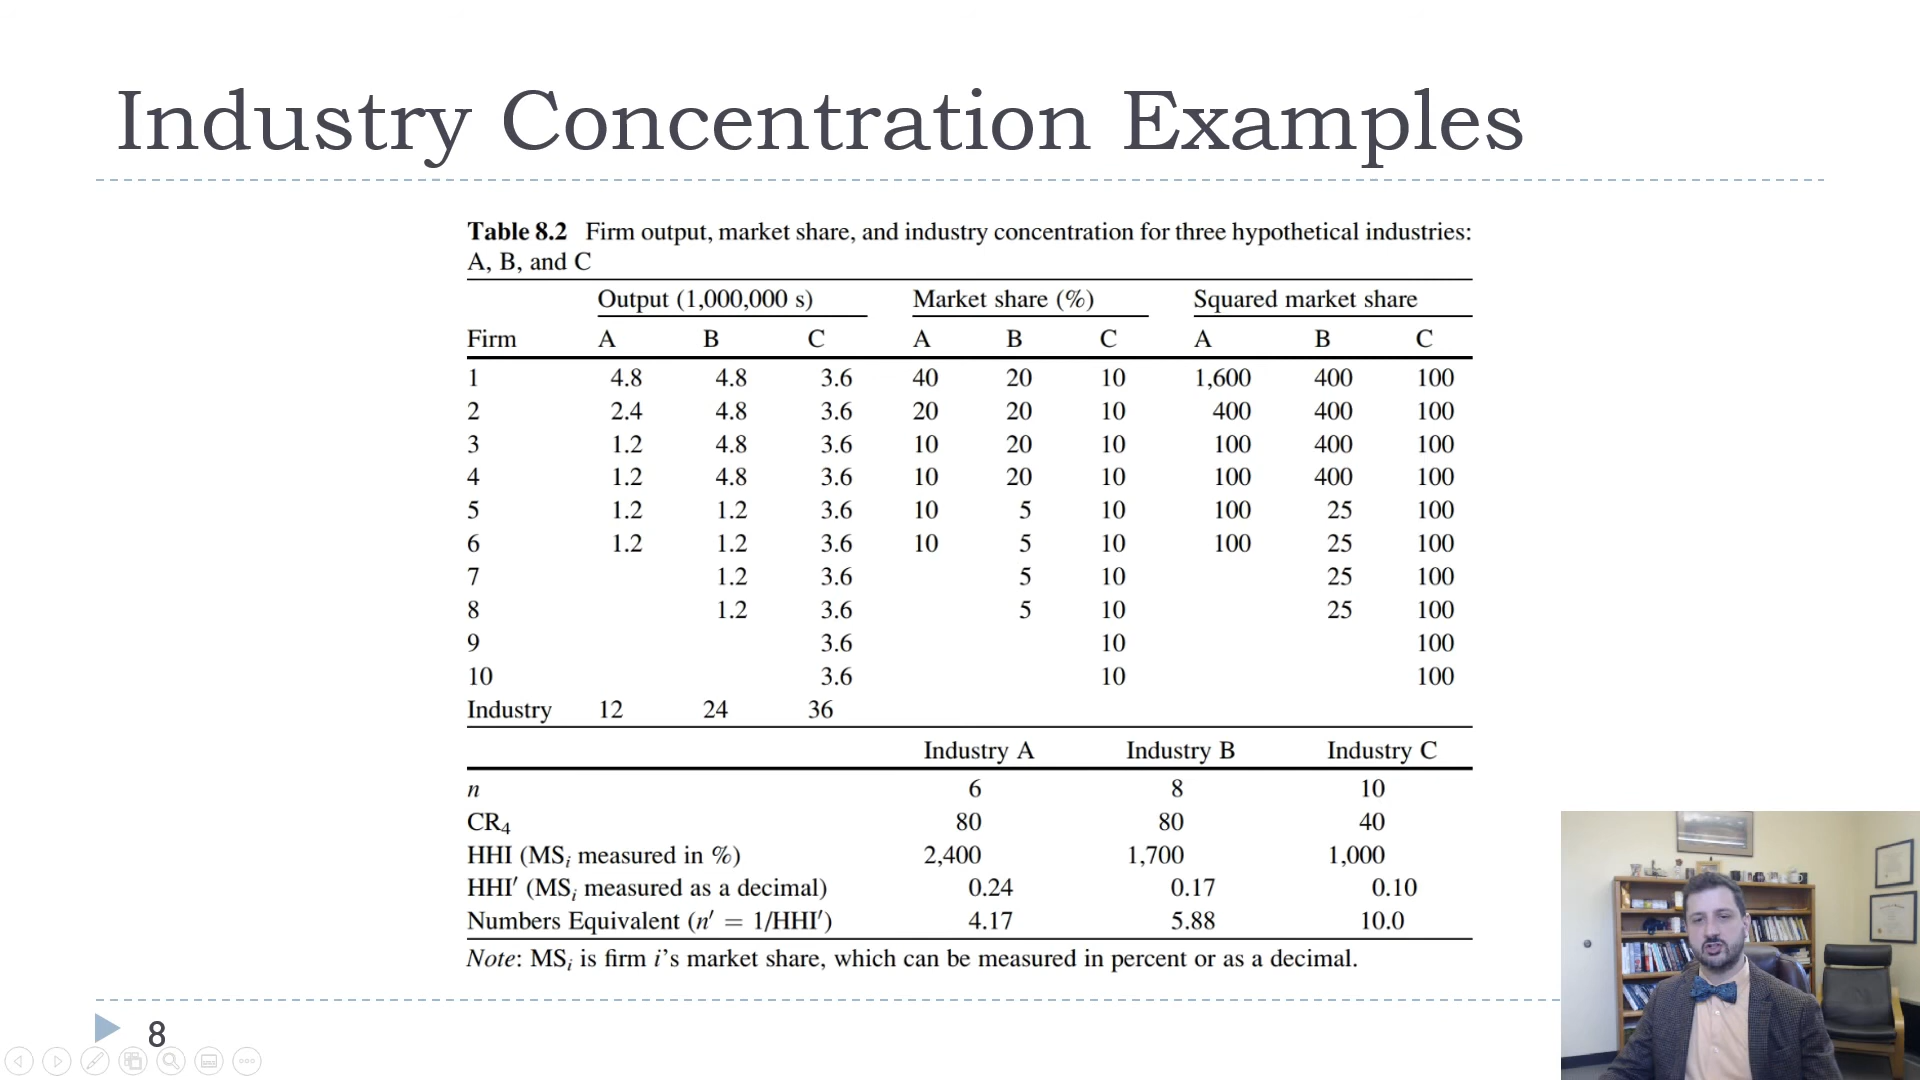 Industry Concentration Examples
Table 8.2 Firm output, market share, and industry concentration for three hypothetical industries:
A, B, and C
Output (1,000,000 s) Market share (%) Squared market share
Firm A B C A B C A B C
1 4.8 4.8 3.6 40 20 10 1,600 400 100
2 2.4 4.8 3.6 20 20 10 400 400 100
3 1.2 4.8 3.6 10 20 10 100 400 100
4 1.2 4.8 3.6 10 20 10 100 400 100
5 1.2 1.2 3.6 10 5 10 100 25 100
6 1.2 1.2 3.6 10 5 10 100 25 100
7 1.2 3.6 5 10 25 100
8 1.2 3.6 5 10 25 100
9 3.6 10 100
10 3.6 10 100
Industry 12 24 36
Industry A Industry B Industry C
n 6 8 10
CR₄ 80 80 40
HHI (MSᵢ measured in %) 2,400 1,700 1,000
HHI′ (MSᵢ measured as a decimal) 0.24 0.17 0.10
Numbers Equivalent (n′ = 1/HHI′) 4.17 5.88 10.0
Note: MSᵢ is firm i’s market share, which can be measured in percent or as a decimal.
8